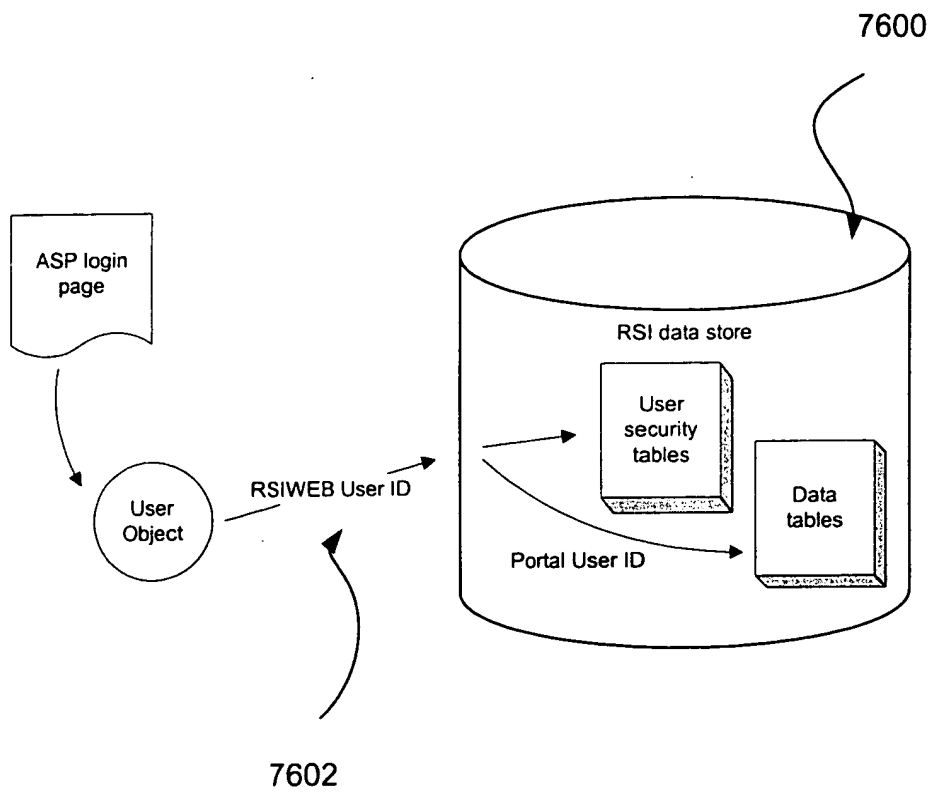 7600
ASP login
page
RSI data store
User
security
tables
Data
tables
User
Object
RSIWEB User ID
Portal User ID
7602